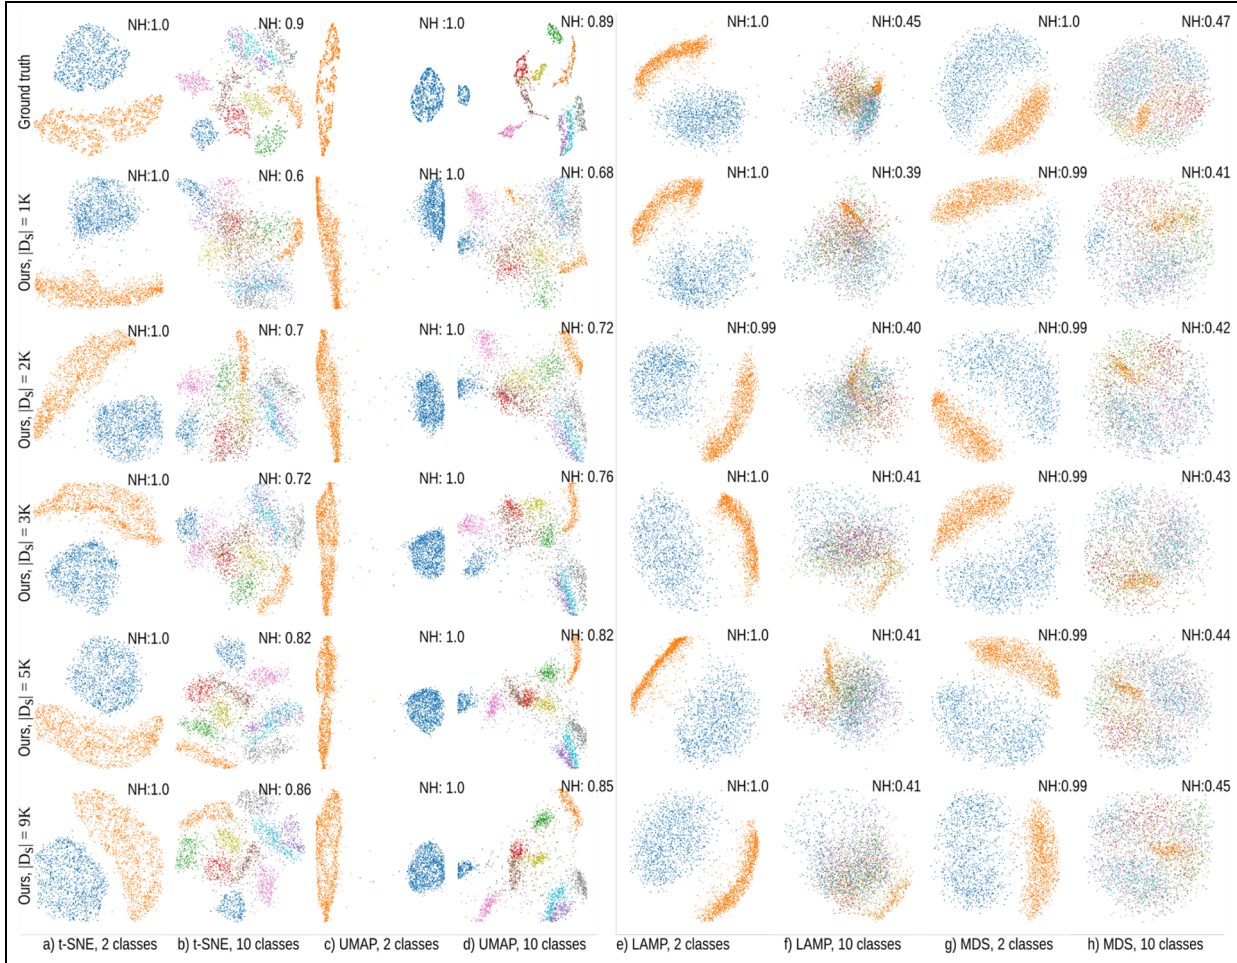 Ground truth
NH:1.0
NH: 0.9
NH :1.0
NH: 0.89
NH:1.0
NH:0.45
NH:1.0
NH:0.47
Ours, |Ds| = 1K
NH:1.0
NH: 0.6
NH: 1.0
NH: 0.68
NH:1.0
NH:0.39
NH:0.99
NH:0.41
Ours, |Ds| = 2K
NH:1.0
NH: 0.7
NH: 1.0
NH: 0.72
NH:0.99
NH:0.40
NH:0.99
NH:0.42
Ours, |Ds| = 3K
NH:1.0
NH: 0.72
NH: 1.0
NH: 0.76
NH:1.0
NH:0.41
NH:0.99
NH:0.43
Ours, |Ds| = 5K
NH:1.0
NH: 0.82
NH: 1.0
NH: 0.82
NH:1.0
NH:0.41
NH:0.99
NH:0.44
Ours, |Ds| = 9K
NH:1.0
NH: 0.86
NH: 1.0
NH: 0.85
NH:1.0
NH:0.41
NH:0.99
NH:0.45
a) t-SNE, 2 classes
b) t-SNE, 10 classes
c) UMAP, 2 classes
d) UMAP, 10 classes
e) LAMP, 2 classes
f) LAMP, 10 classes
g) MDS, 2 classes
h) MDS, 10 classes